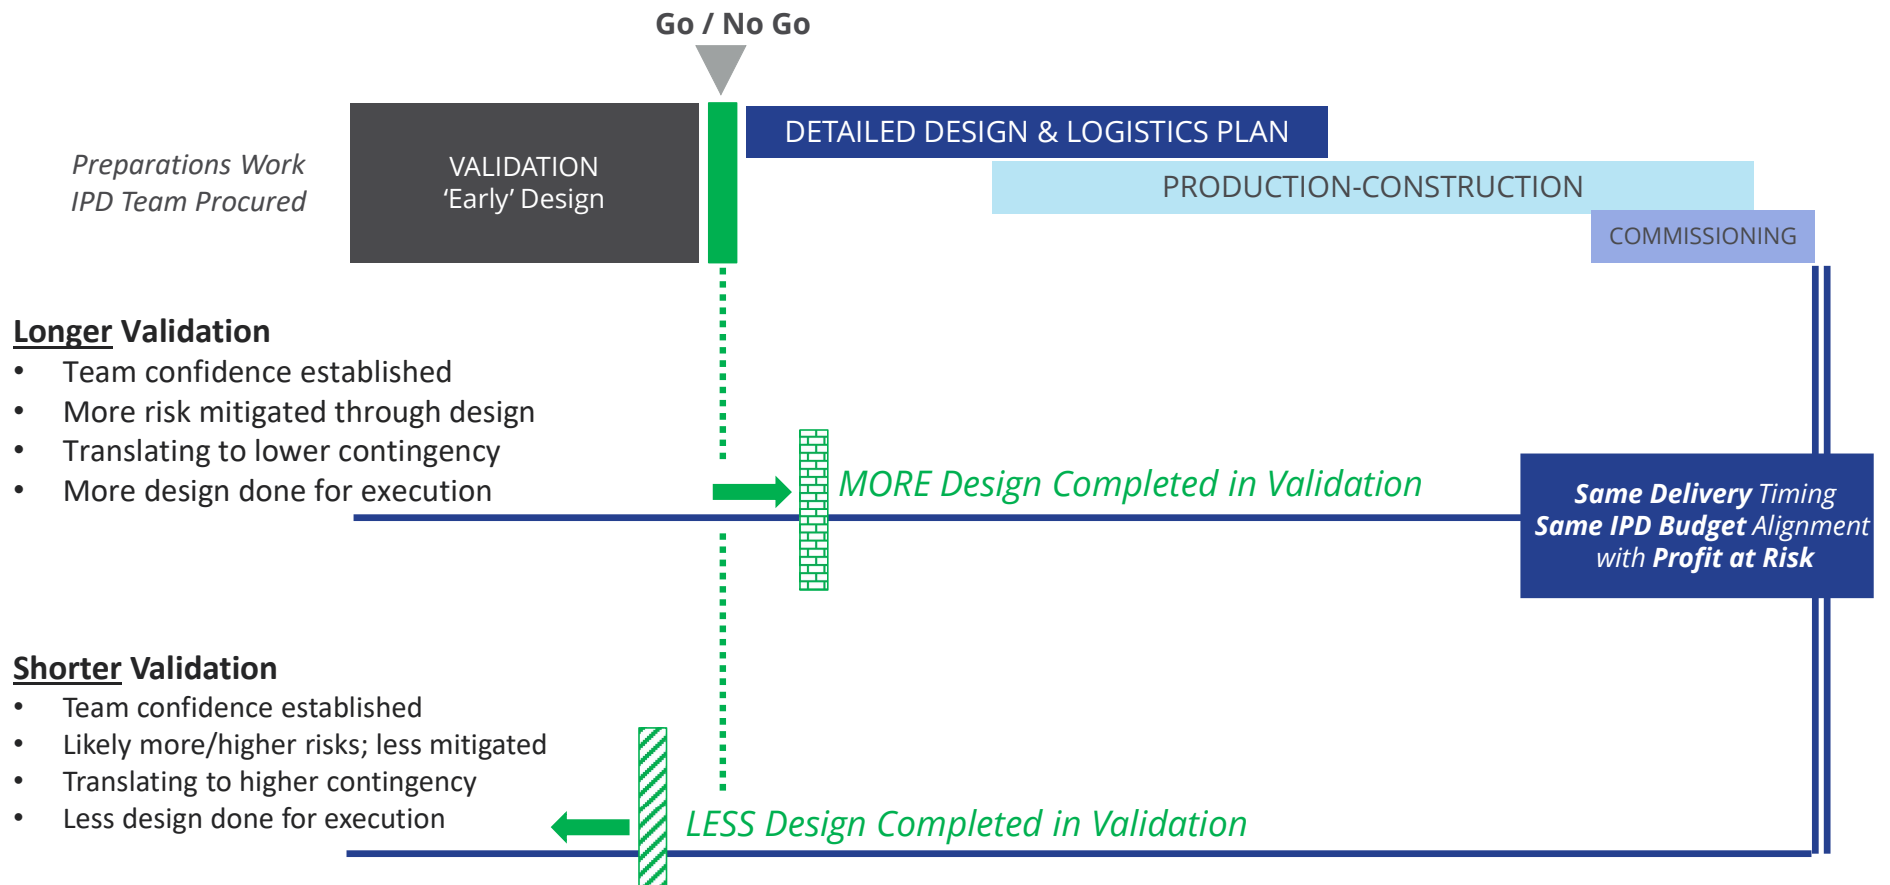 Go / No Go
Preparations Work
IPD Team Procured
VALIDATION
‘Early’ Design
DETAILED DESIGN & LOGISTICS PLAN
PRODUCTION-CONSTRUCTION
COMMISSIONING
Longer Validation
• Team confidence established
• More risk mitigated through design
• Translating to lower contingency
• More design done for execution
MORE Design Completed in Validation
Same Delivery Timing
Same IPD Budget Alignment
with Profit at Risk
Shorter Validation
• Team confidence established
• Likely more/higher risks; less mitigated
• Translating to higher contingency
• Less design done for execution
LESS Design Completed in Validation